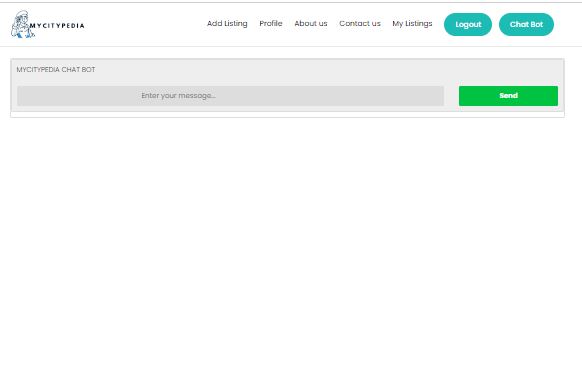 MYCITYPEDIA
Add Listing Profile About us Contact us My Listings Logout Chat Bot
MYCITYPEDIA CHAT BOT
Enter your message... Send